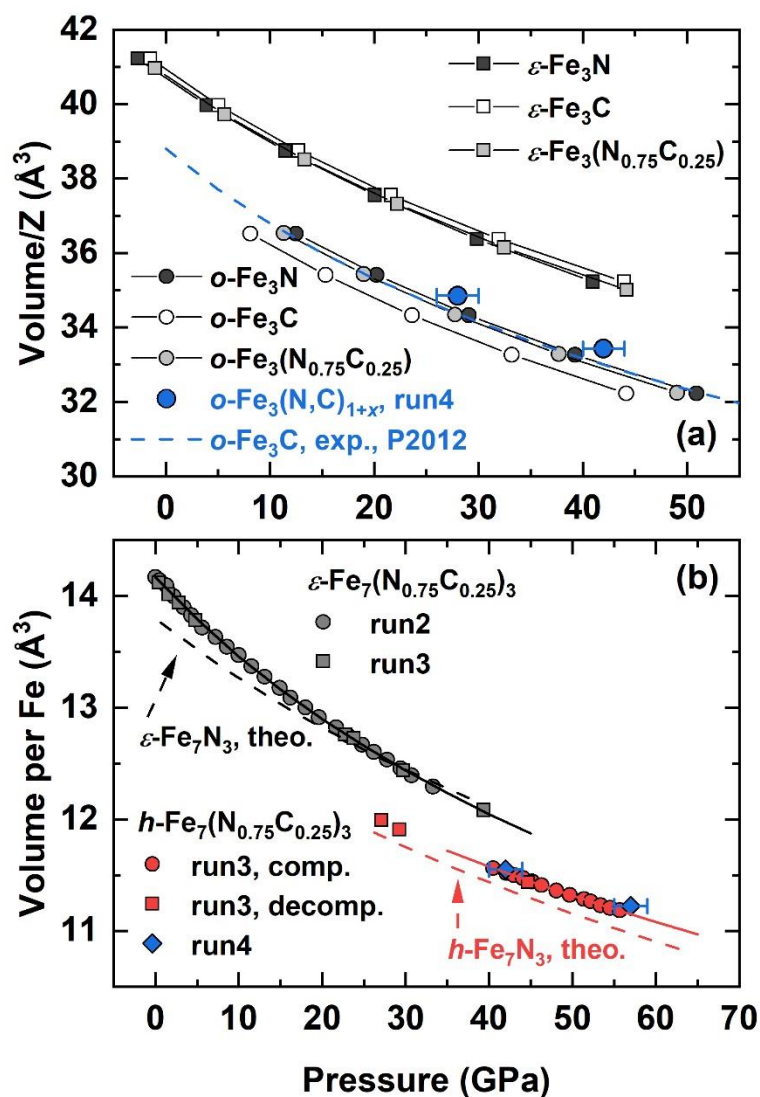 42
40
38
36
34
32
30
Volume/Z (Å³)
ε-Fe₃N
ε-Fe₃C
ε-Fe₃(N₀.₇₅C₀.₂₅)
o-Fe₃N
o-Fe₃C
o-Fe₃(N₀.₇₅C₀.₂₅)
o-Fe₃(N,C)₁₊ₓ, run4
o-Fe₃C, exp., P2012
(a)
0 10 20 30 40 50
14
13
12
11
Volume per Fe (Å³)
(b)
ε-Fe₇(N₀.₇₅C₀.₂₅)₃
run2
run3
ε-Fe₇N₃, theo.
h-Fe₇(N₀.₇₅C₀.₂₅)₃
run3, comp.
run3, decomp.
run4
h-Fe₇N₃, theo.
0 10 20 30 40 50 60 70
Pressure (GPa)